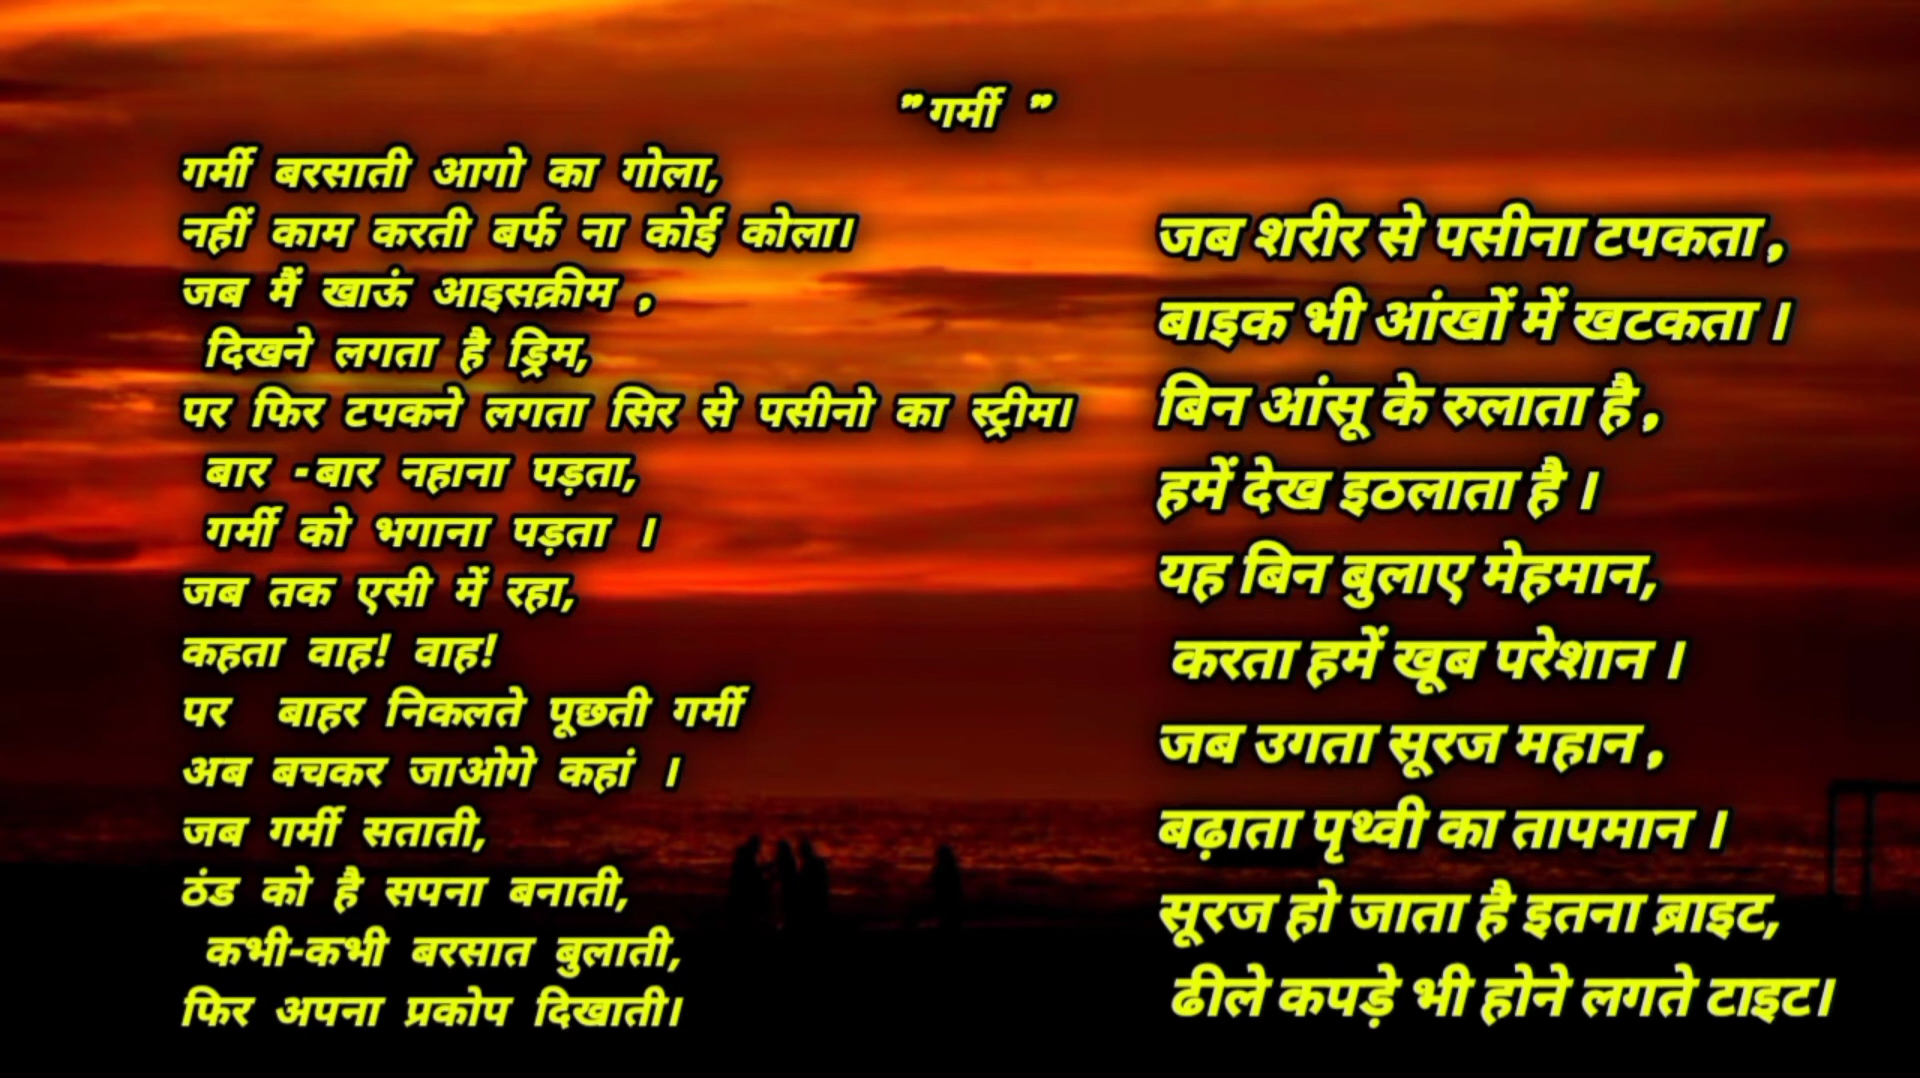 " गर्मी "
गर्मी बरसाती आगो का गोला,
नहीं काम करती बर्फ ना कोई कोला।
जब मैं खाऊं आइसक्रीम ,
दिखने लगता है ड्रिम,
पर फिर टपकने लगता सिर से पसीनो का स्ट्रीम।
बार -बार नहाना पड़ता,
गर्मी को भगाना पड़ता ।
जब तक एसी में रहा,
कहता वाह! वाह!
पर बाहर निकलते पूछती गर्मी
अब बचकर जाओगे कहां ।
जब गर्मी सताती,
ठंड को है सपना बनाती,
कभी-कभी बरसात बुलाती,
फिर अपना प्रकोप दिखाती।
जब शरीर से पसीना टपकता ,
बाइक भी आंखों में खटकता ।
बिन आंसू के रुलाता है ,
हमें देख इठलाता है ।
यह बिन बुलाए मेहमान,
करता हमें खूब परेशान ।
जब उगता सूरज महान ,
बढ़ाता पृथ्वी का तापमान ।
सूरज हो जाता है इतना ब्राइट,
ढीले कपड़े भी होने लगते टाइट।